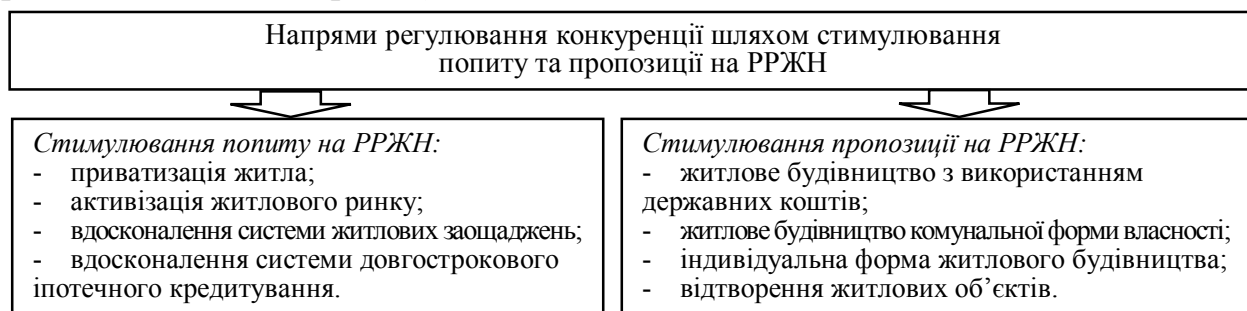 Напрями регулювання конкуренції шляхом стимулювання
попиту та пропозиції на РРЖН
Стимулювання попиту на РРЖН:
- приватизація житла;
- активізація житлового ринку;
- вдосконалення системи житлових заощаджень;
- вдосконалення системи довгострокового
іпотечного кредитування.
Стимулювання пропозиції на РРЖН:
- житлове будівництво з використанням
державних коштів;
- житлове будівництво комунальної форми власності;
- індивідуальна форма житлового будівництва;
- відтворення житлових об’єктів.